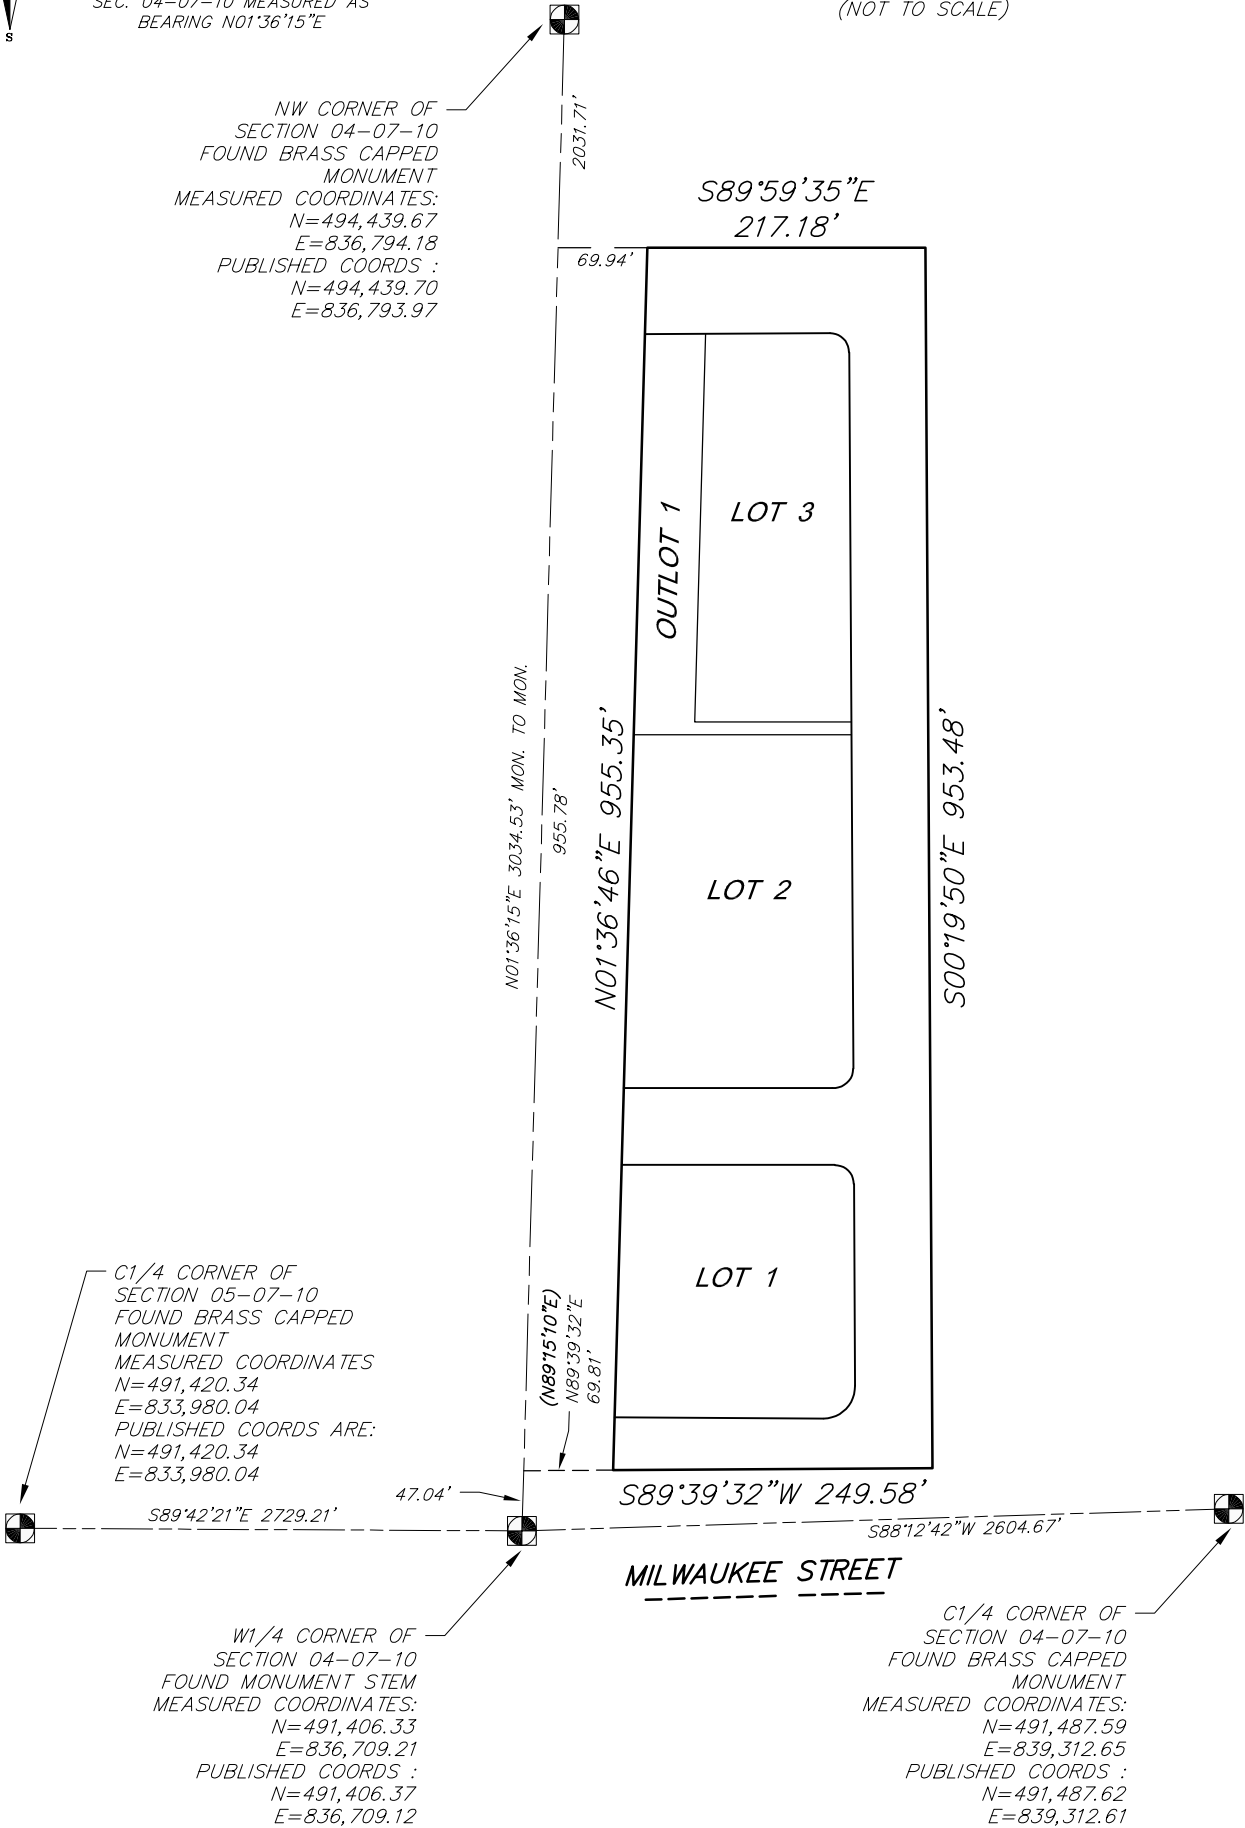 SEC. 04-07-10 MEASURED AS
BEARING N01°36'15"E
S
(NOT TO SCALE)
NW CORNER OF
SECTION 04-07-10
FOUND BRASS CAPPED
MONUMENT
MEASURED COORDINATES:
N=494,439.67
E=836,794.18
PUBLISHED COORDS :
N=494,439.70
E=836,793.97
2031.71'
S89°59'35"E
217.18'
69.94'
LOT 3
OUTLOT 1
N01°36'15"E 3034.53' MON. TO MON.
955.78'
N01°36'46"E 955.35'
S00°19'50"E 953.48'
LOT 2
LOT 1
C1/4 CORNER OF
SECTION 05-07-10
FOUND BRASS CAPPED
MONUMENT
MEASURED COORDINATES
N=491,420.34
E=833,980.04
PUBLISHED COORDS ARE:
N=491,420.34
E=833,980.04
(N89°15'10"E)
N89°39'32"E
69.81'
47.04'
S89°39'32"W 249.58'
S89°42'21"E 2729.21'
S88°12'42"W 2604.67'
MILWAUKEE STREET
W1/4 CORNER OF
SECTION 04-07-10
FOUND MONUMENT STEM
MEASURED COORDINATES:
N=491,406.33
E=836,709.21
PUBLISHED COORDS :
N=491,406.37
E=836,709.12
C1/4 CORNER OF
SECTION 04-07-10
FOUND BRASS CAPPED
MONUMENT
MEASURED COORDINATES:
N=491,487.59
E=839,312.65
PUBLISHED COORDS :
N=491,487.62
E=839,312.61